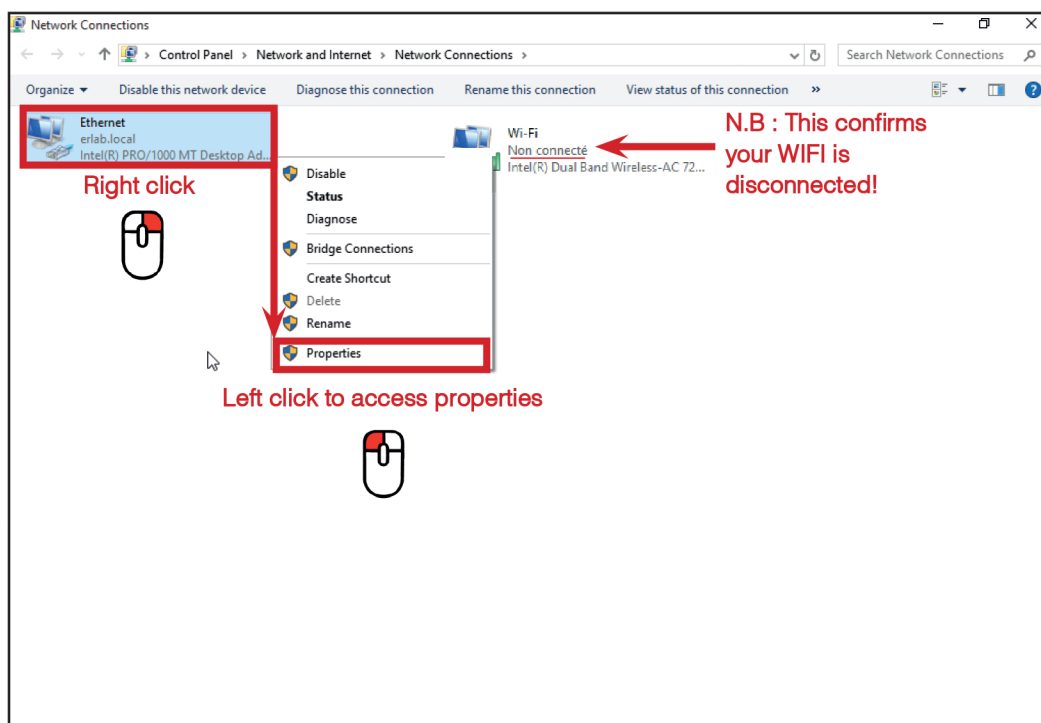 Network Connections
Control Panel > Network and Internet > Network Connections >
Search Network Connections
Organize Disable this network device Diagnose this connection Rename this connection View status of this connection »
Ethernet
erlab.local
Intel(R) PRO/1000 MT Desktop Ad...
Wi-Fi
Non connecté
Intel(R) Dual Band Wireless-AC 72...
N.B : This confirms
your WIFI is
disconnected!
Right click
Disable
Status
Diagnose
Bridge Connections
Create Shortcut
Delete
Rename
Properties
Left click to access properties